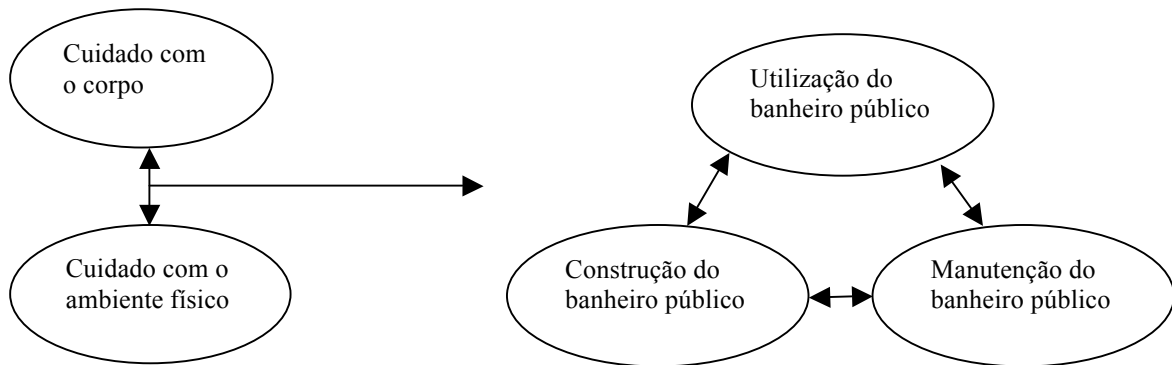 Cuidado com
o corpo
Utilização do
banheiro público
Cuidado com o
ambiente físico
Construção do
banheiro público
Manutenção do
banheiro público